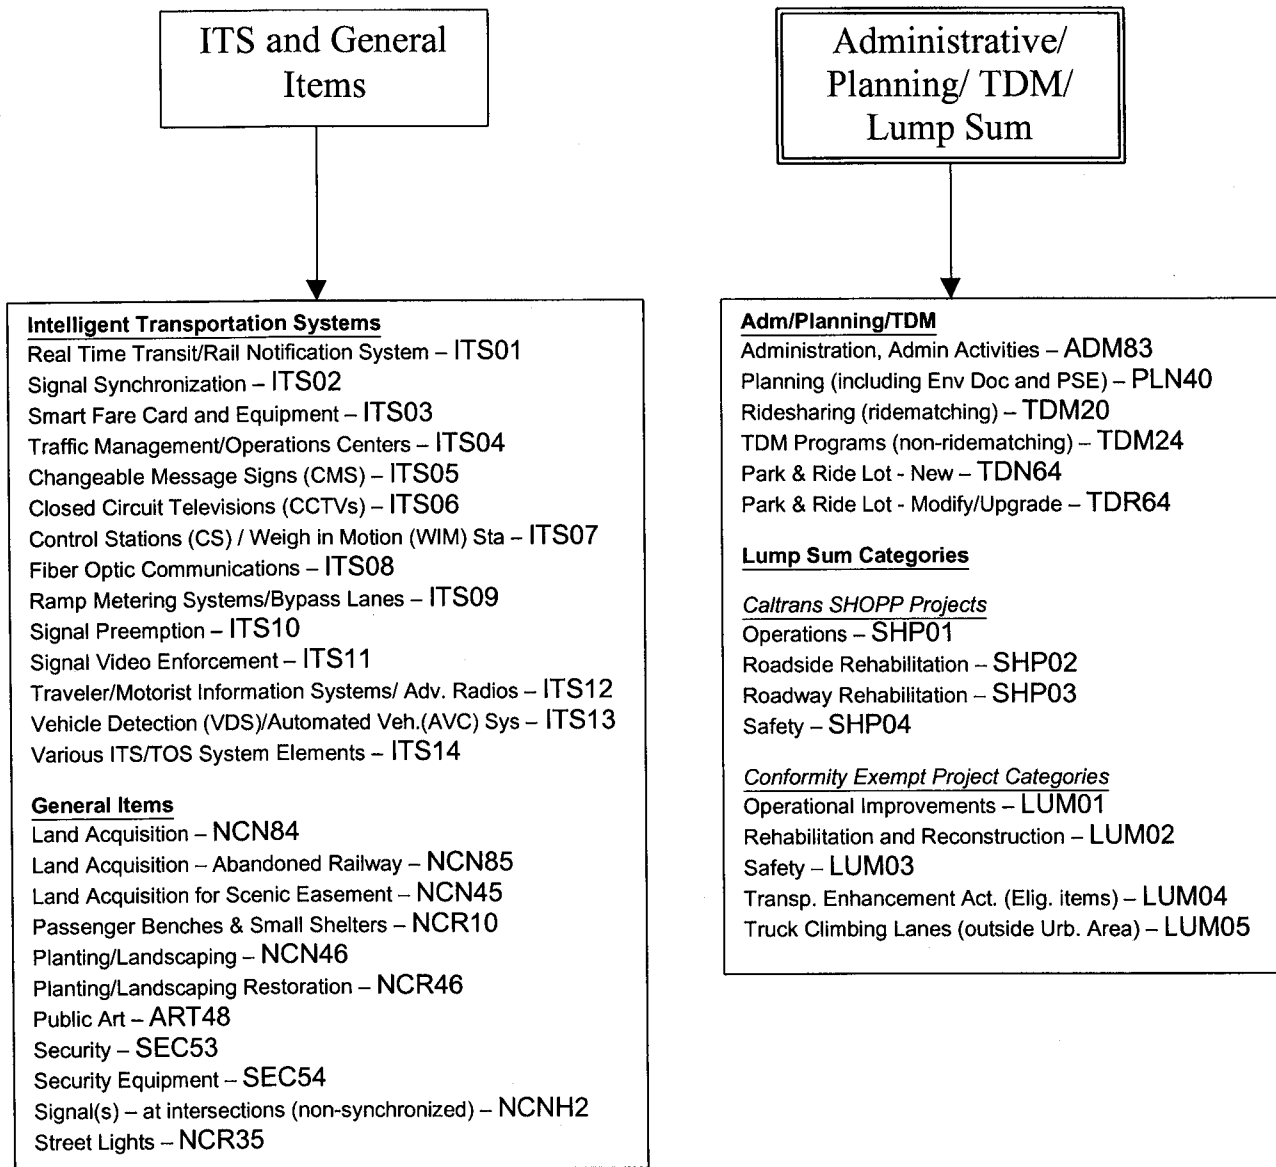 ITS and General
Items
Intelligent Transportation Systems
Real Time Transit/Rail Notification System – ITS01
Signal Synchronization – ITS02
Smart Fare Card and Equipment – ITS03
Traffic Management/Operations Centers – ITS04
Changeable Message Signs (CMS) – ITS05
Closed Circuit Televisions (CCTVs) – ITS06
Control Stations (CS) / Weigh in Motion (WIM) Sta – ITS07
Fiber Optic Communications – ITS08
Ramp Metering Systems/Bypass Lanes – ITS09
Signal Preemption – ITS10
Signal Video Enforcement – ITS11
Traveler/Motorist Information Systems/ Adv. Radios – ITS12
Vehicle Detection (VDS)/Automated Veh.(AVC) Sys – ITS13
Various ITS/TOS System Elements – ITS14
General Items
Land Acquisition – NCN84
Land Acquisition – Abandoned Railway – NCN85
Land Acquisition for Scenic Easement – NCN45
Passenger Benches & Small Shelters – NCR10
Planting/Landscaping – NCN46
Planting/Landscaping Restoration – NCR46
Public Art – ART48
Security – SEC53
Security Equipment – SEC54
Signal(s) – at intersections (non-synchronized) – NCNH2
Street Lights – NCR35
Administrative/
Planning/ TDM/
Lump Sum
Adm/Planning/TDM
Administration, Admin Activities – ADM83
Planning (including Env Doc and PSE) – PLN40
Ridesharing (ridematching) – TDM20
TDM Programs (non-ridematching) – TDM24
Park & Ride Lot - New – TDN64
Park & Ride Lot - Modify/Upgrade – TDR64
Lump Sum Categories
Caltrans SHOPP Projects
Operations – SHP01
Roadside Rehabilitation – SHP02
Roadway Rehabilitation – SHP03
Safety – SHP04
Conformity Exempt Project Categories
Operational Improvements – LUM01
Rehabilitation and Reconstruction – LUM02
Safety – LUM03
Transp. Enhancement Act. (Elig. items) – LUM04
Truck Climbing Lanes (outside Urb. Area) – LUM05